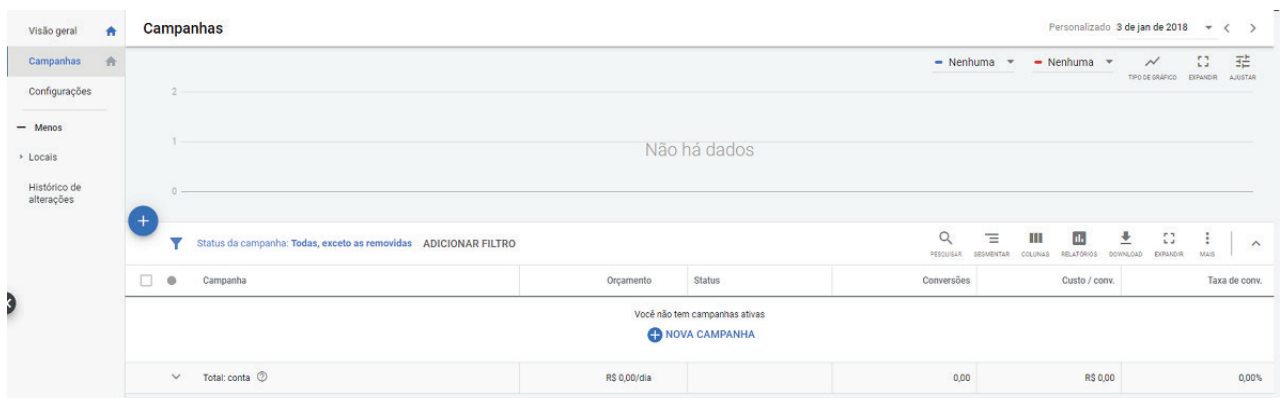 Visão geral
Campanhas
Configurações
Menos
Locais
Histórico de
alterações
Campanhas
Personalizado 3 de jan de 2018
Nenhuma Nenhuma
TIPO DE GRÁFICO EXPANDIR AJUSTAR
2
1
0
Não há dados
Status da campanha: Todas, exceto as removidas ADICIONAR FILTRO
PESQUISAR SEGMENTAR COLUNAS RELATÓRIOS DOWNLOAD EXPANDIR MAIS
Campanha Orçamento Status Conversões Custo / conv. Taxa de conv.
Você não tem campanhas ativas
NOVA CAMPANHA
Total: conta R$ 0,00/dia 0,00 R$ 0,00 0,00%